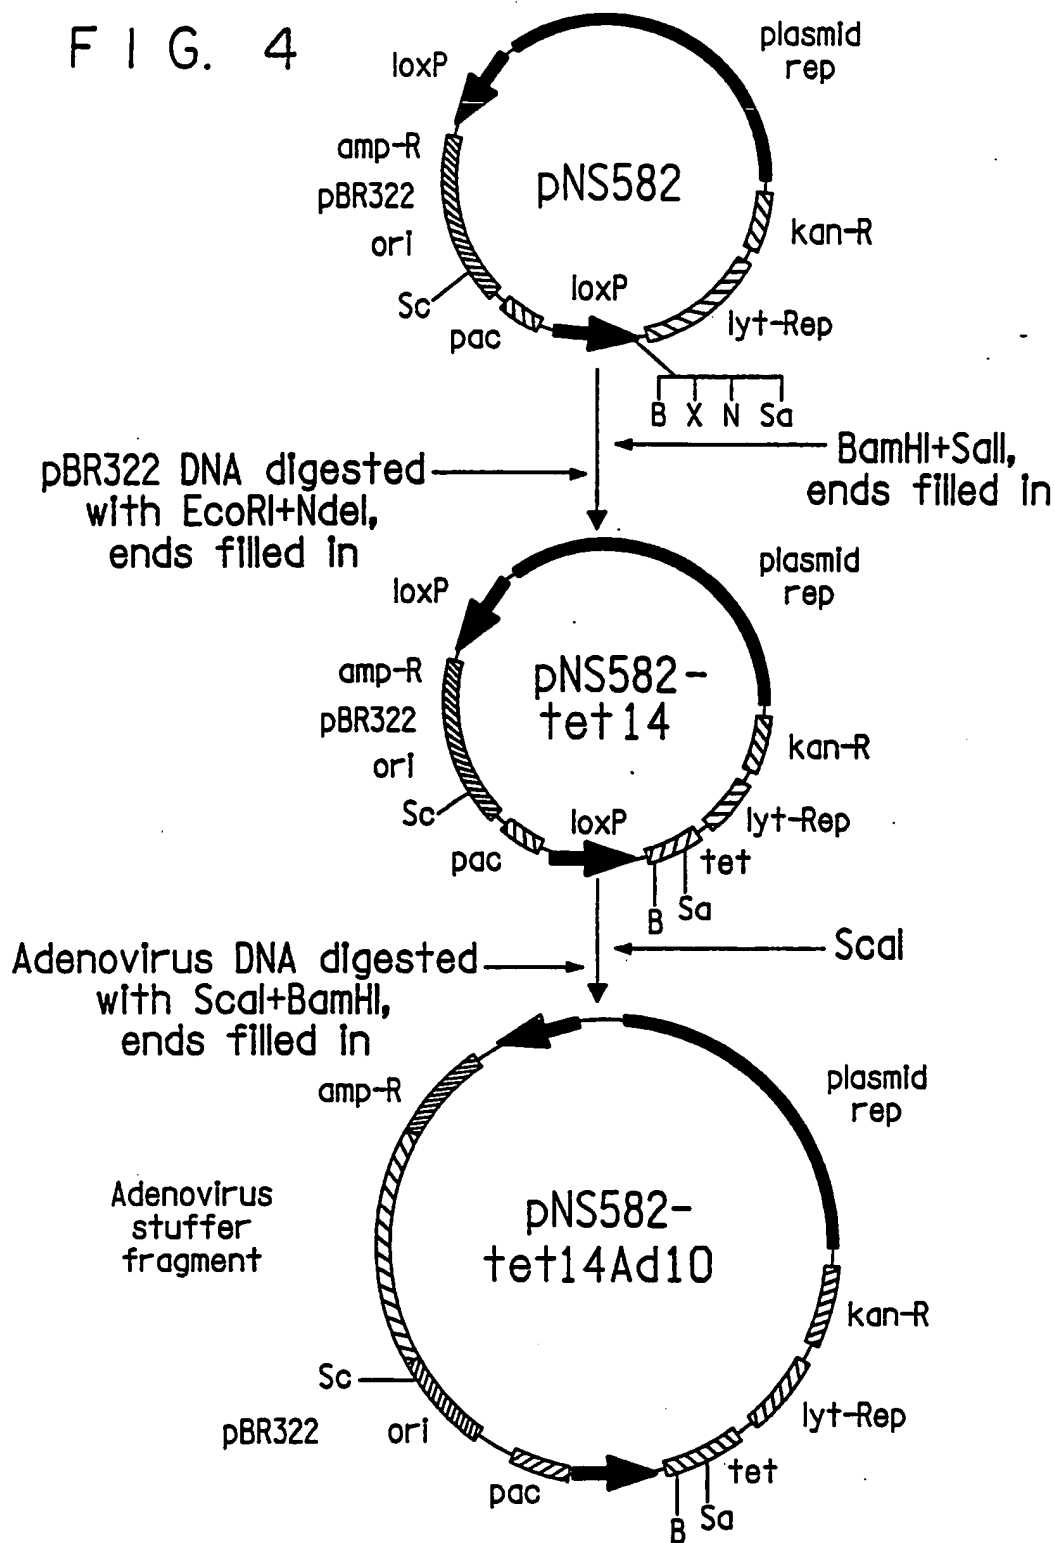 FIG. 4
loxP
plasmid
rep
amp-R
pBR322
ori
pNS582
kan-R
Sc
loxP
pac
lyt-Rep
B X N Sa
pBR322 DNA digested
with EcoRI+NdeI,
ends filled in
BamHI+SalI,
ends filled in
loxP
plasmid
rep
amp-R
pBR322
ori
pNS582-
tet14
kan-R
Sc
loxP
lyt-Rep
pac
tet
B
Sa
Adenovirus DNA digested
with ScaI+BamHI,
ends filled in
ScaI
amp-R
plasmid
rep
Adenovirus
stuffer
fragment
pNS582-
tet14Ad10
kan-R
Sc
pBR322
ori
lyt-Rep
pac
tet
B
Sa